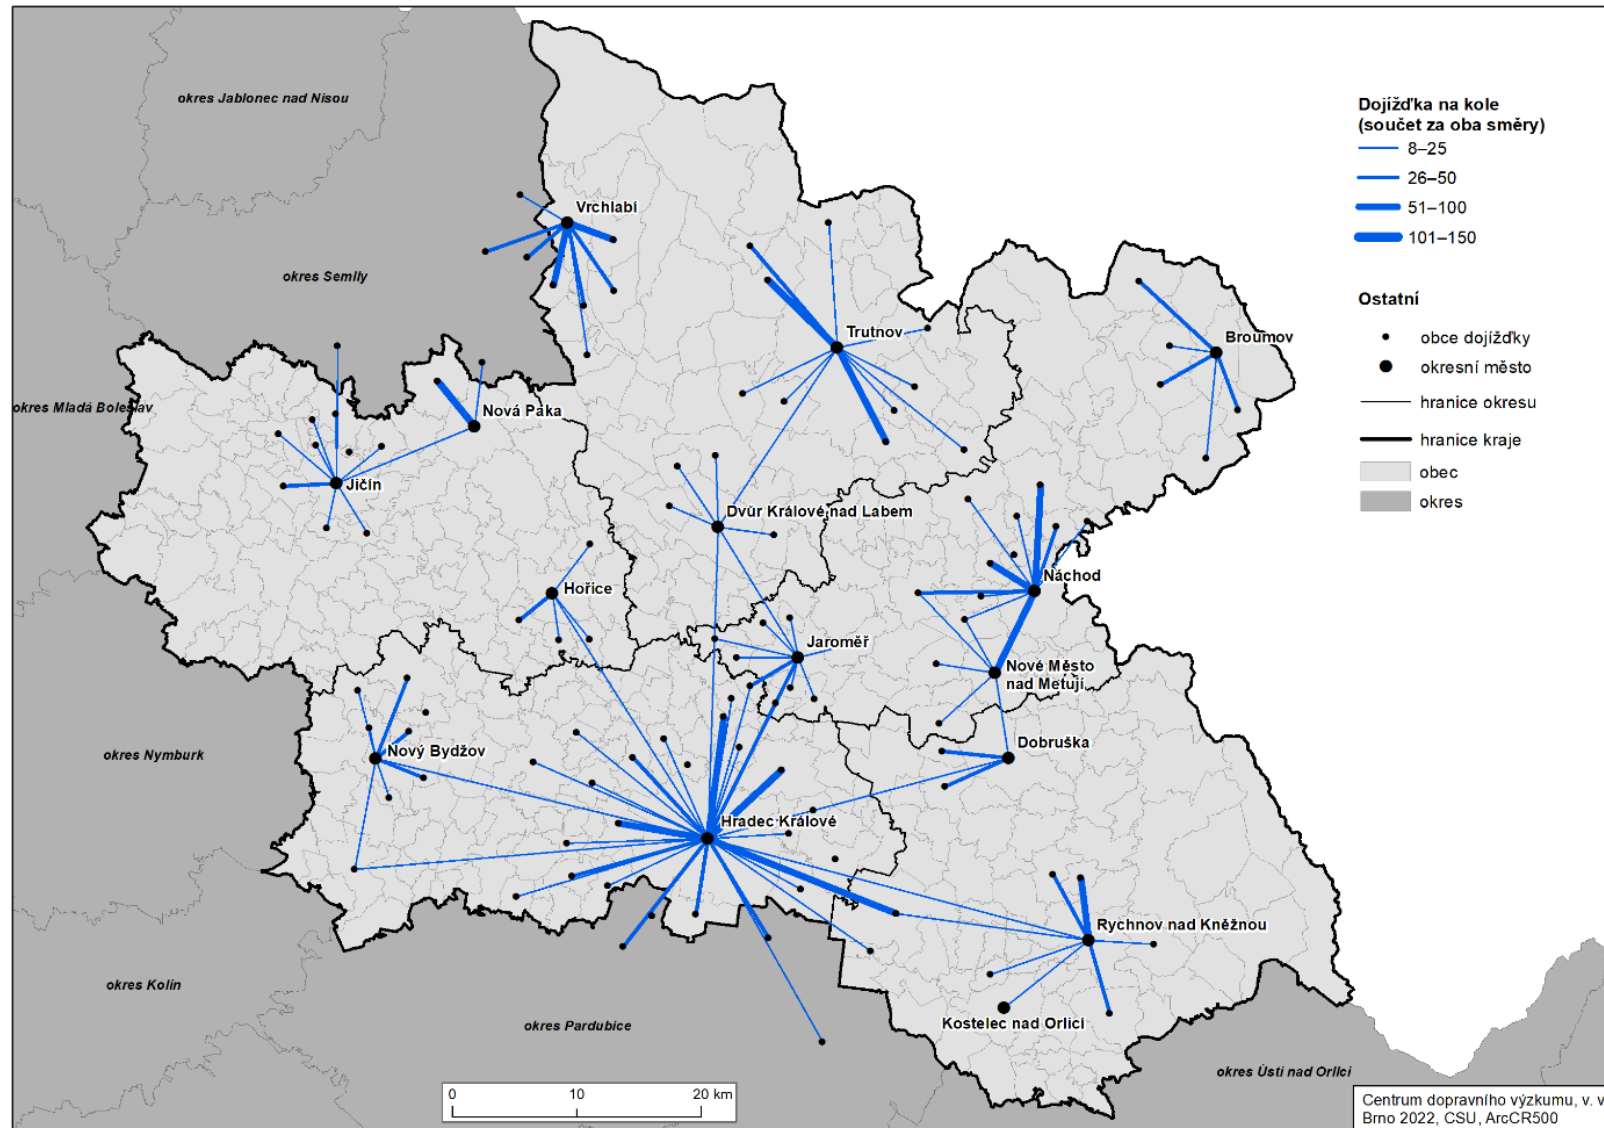 okres Jablonec nad Nisou
Dojížďka na kole
(součet za oba směry)
8–25
26–50
51–100
101–150
Vrchlabí
okres Semily
Ostatní
obce dojížďky
okresní město
hranice okresu
hranice kraje
obec
okres
Trutnov
Broumov
okres Mladá Boleslav
Nová Paka
Jičín
Dvůr Králové nad Labem
Náchod
Hořice
Jaroměř
Nové Město
nad Metují
okres Nymburk
Nový Bydžov
Dobruška
Hradec Králové
Rychnov nad Kněžnou
okres Kolín
okres Pardubice
Kostelec nad Orlicí
okres Ústí nad Orlicí
0 10 20 km
Centrum dopravního výzkumu, v. v
Brno 2022, CSU, ArcCR500